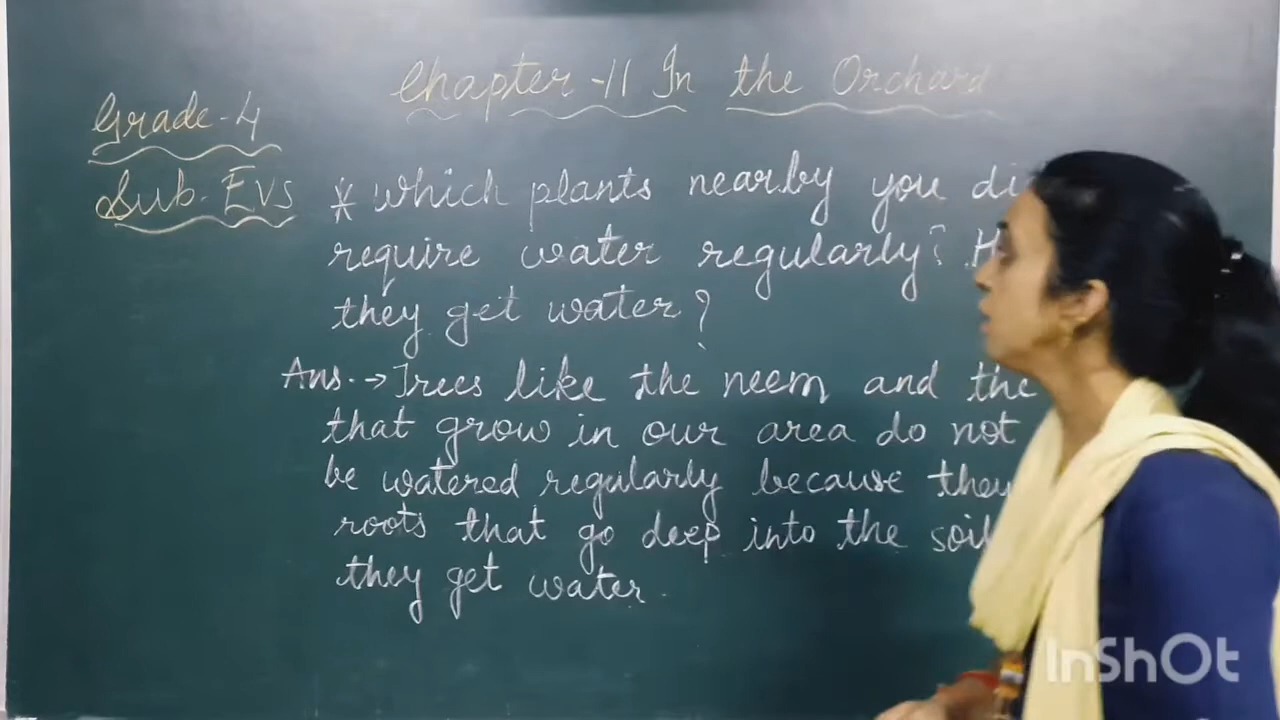 Chapter-11 In the Orchard
Grade-4
Sub. EVS
* which plants nearby you
require water regularly?
they get water?
Ans.→Trees like the neem and the
that grow in our area do not
be watered regularly because they
roots that go deep into the soil
they get water.
InShOt